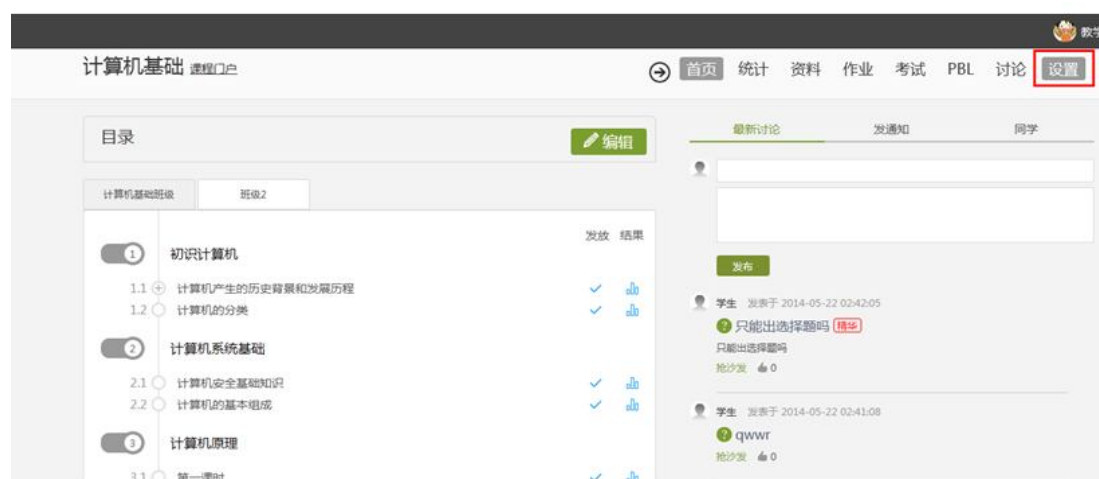 教学
计算机基础 课程门户
首页 统计 资料 作业 考试 PBL 讨论 设置
目录
编辑
计算机基础班级 班级2
发放 结果
1 初识计算机
1.1 计算机产生的历史背景和发展历程
1.2 计算机的分类
2 计算机系统基础
2.1 计算机安全基础知识
2.2 计算机的基本组成
3 计算机原理
3.1 第一课时
最新讨论 发通知 同学
发布
学生 发表于 2014-05-22 02:42:05
? 只能出选择题吗 精华
只能出选择题吗
抢沙发 0
学生 发表于 2014-05-22 02:41:08
? qwwr
抢沙发 0